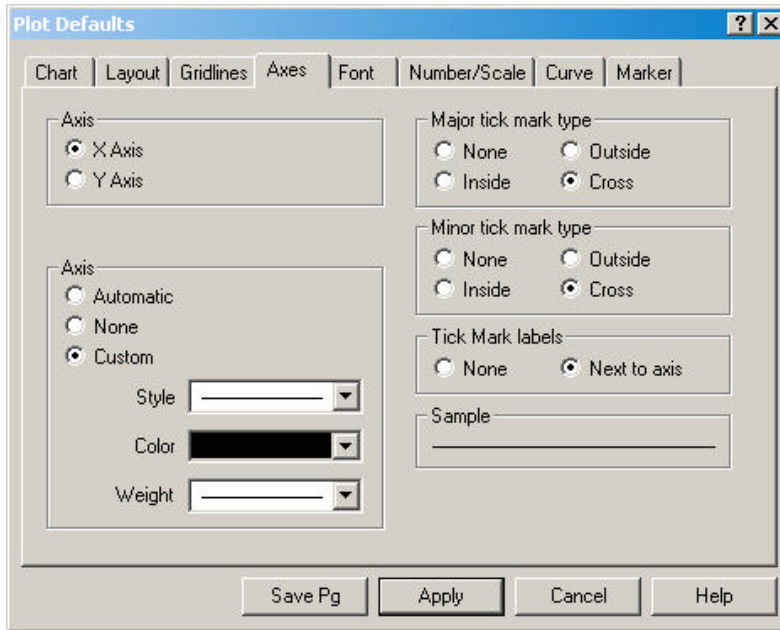 Plot Defaults
Chart Layout Gridlines Axes Font Number/Scale Curve Marker
Axis
X Axis
Y Axis
Axis
Automatic
None
Custom
Style
Color
Weight
Major tick mark type
None Outside
Inside Cross
Minor tick mark type
None Outside
Inside Cross
Tick Mark labels
None Next to axis
Sample
Save Pg Apply Cancel Help